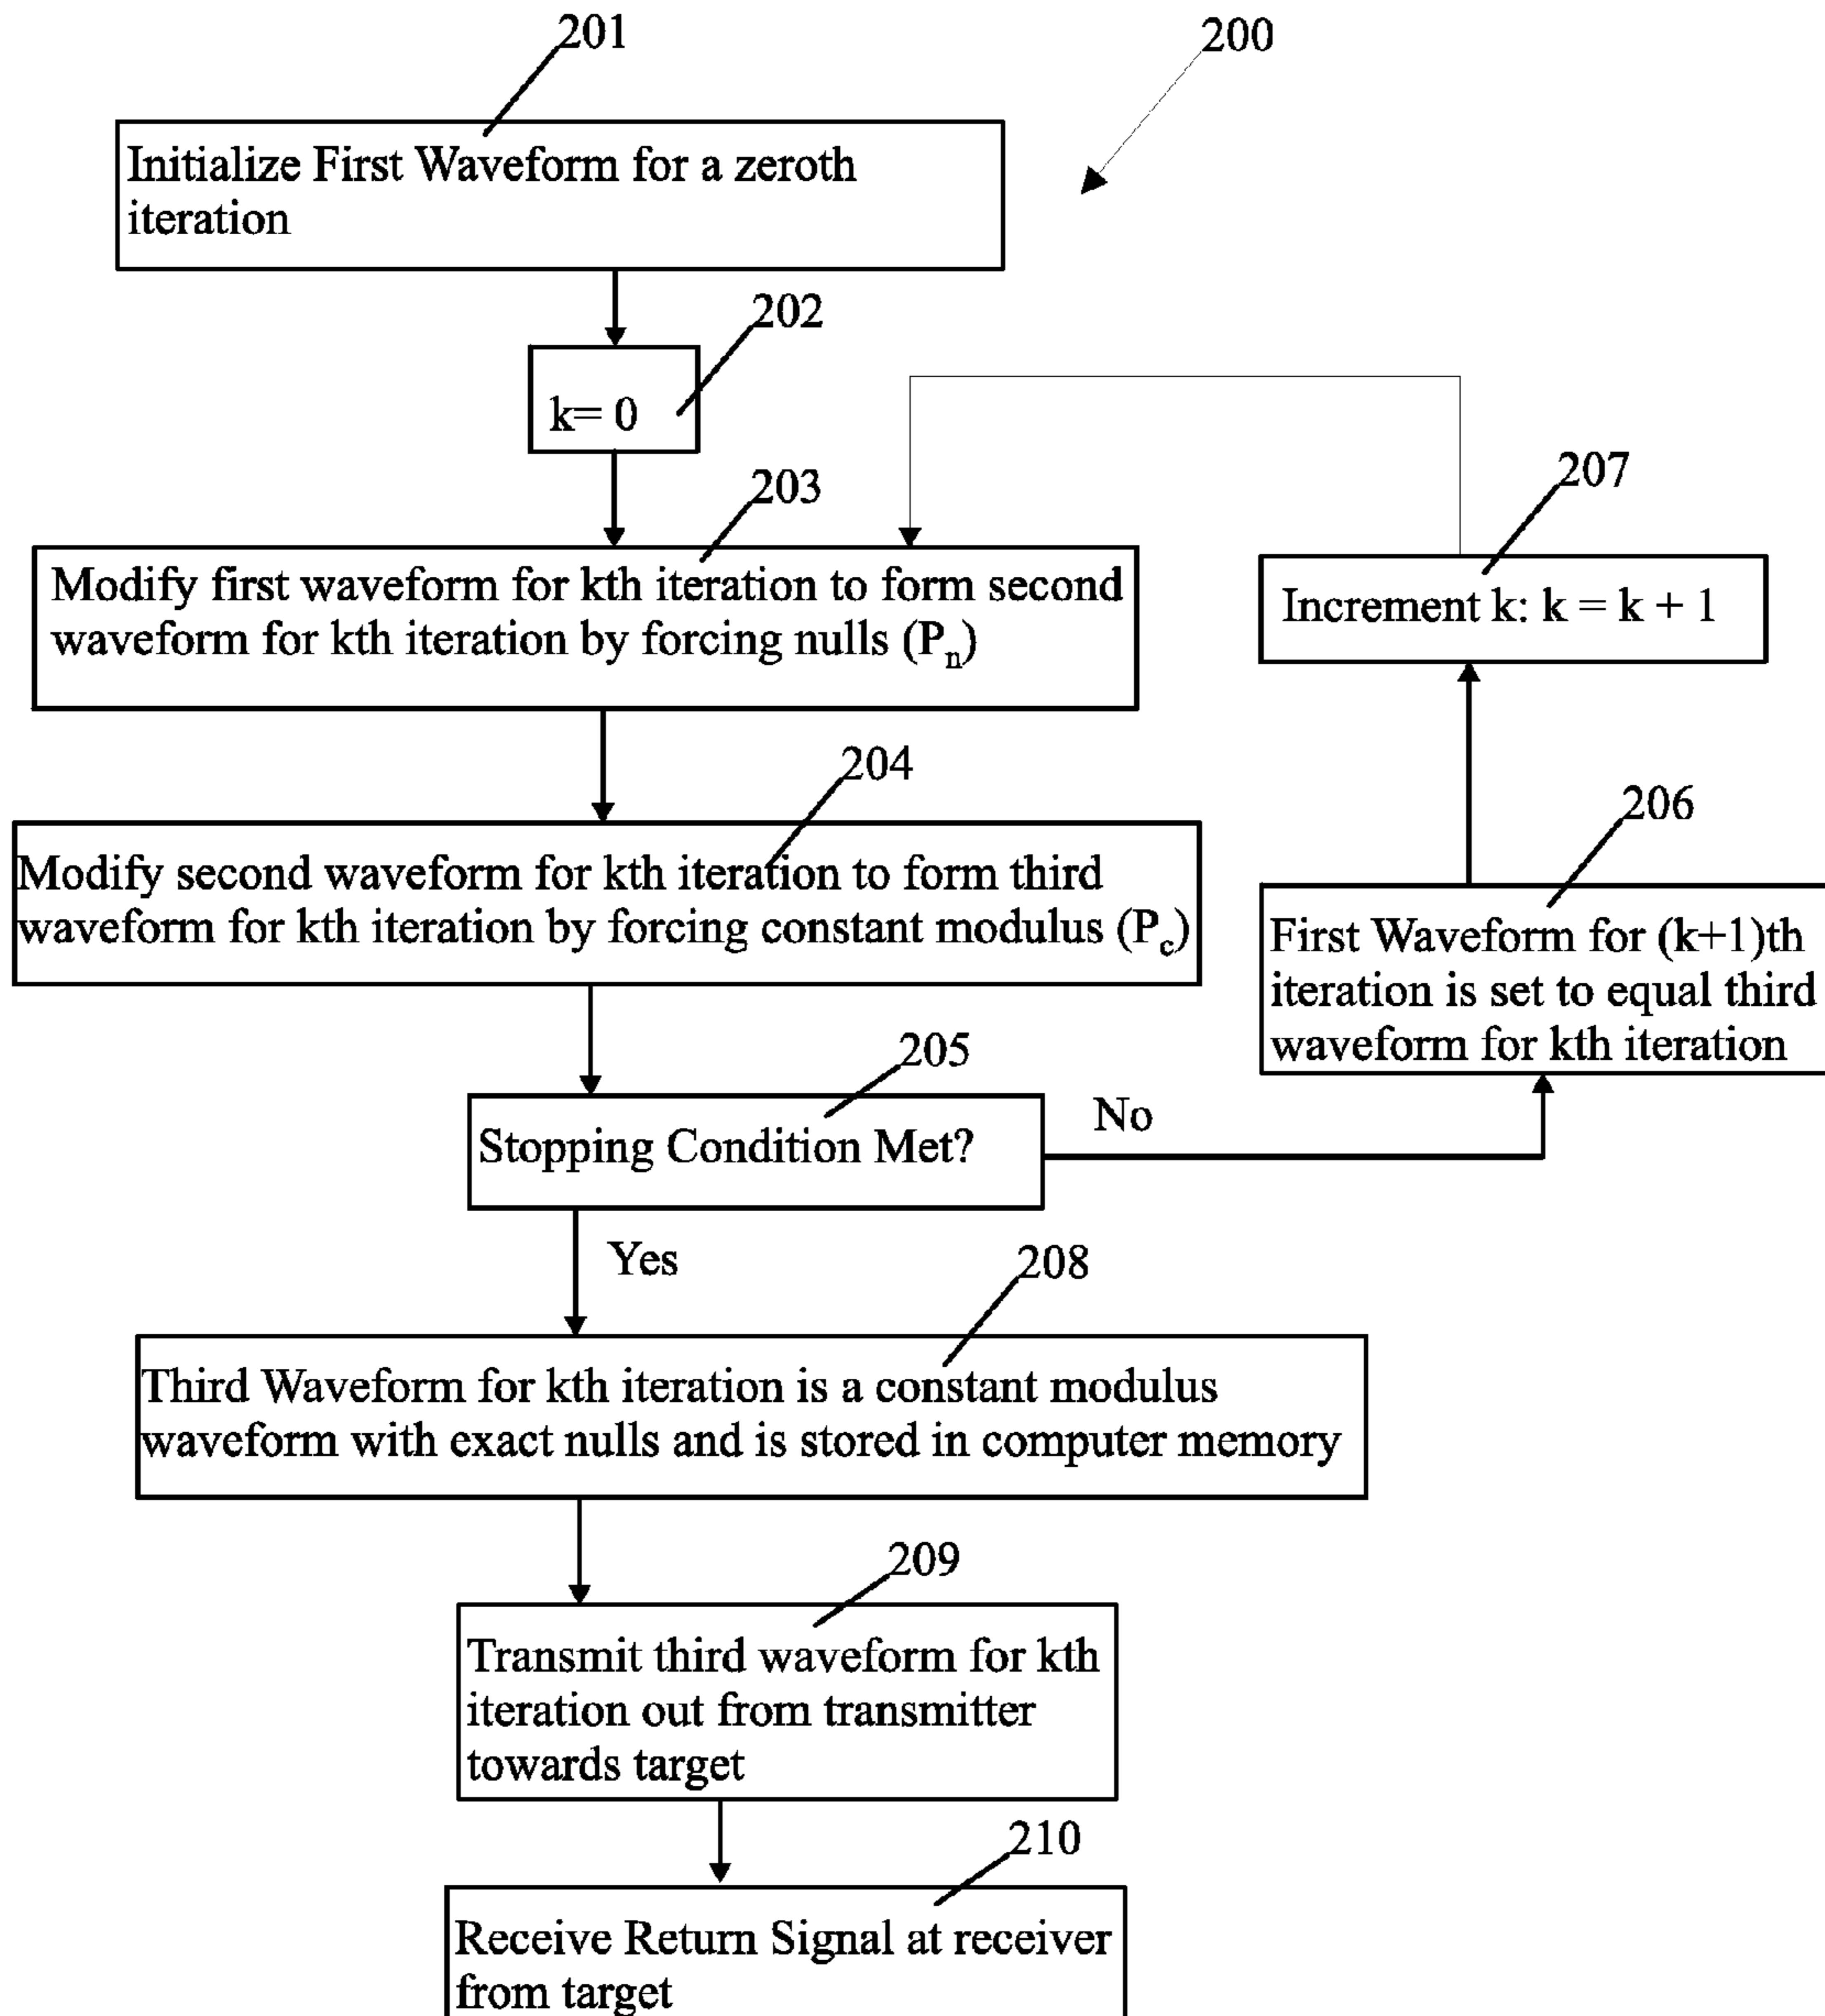 201
200
Initialize First Waveform for a zeroth
iteration
202
k= 0
203
207
Modify first waveform for kth iteration to form second
waveform for kth iteration by forcing nulls (Pn)
Increment k: k = k + 1
204
206
Modify second waveform for kth iteration to form third
waveform for kth iteration by forcing constant modulus (Pc)
First Waveform for (k+1)th
iteration is set to equal third
waveform for kth iteration
205
No
Stopping Condition Met?
Yes
208
Third Waveform for kth iteration is a constant modulus
waveform with exact nulls and is stored in computer memory
209
Transmit third waveform for kth
iteration out from transmitter
towards target
210
Receive Return Signal at receiver
from target